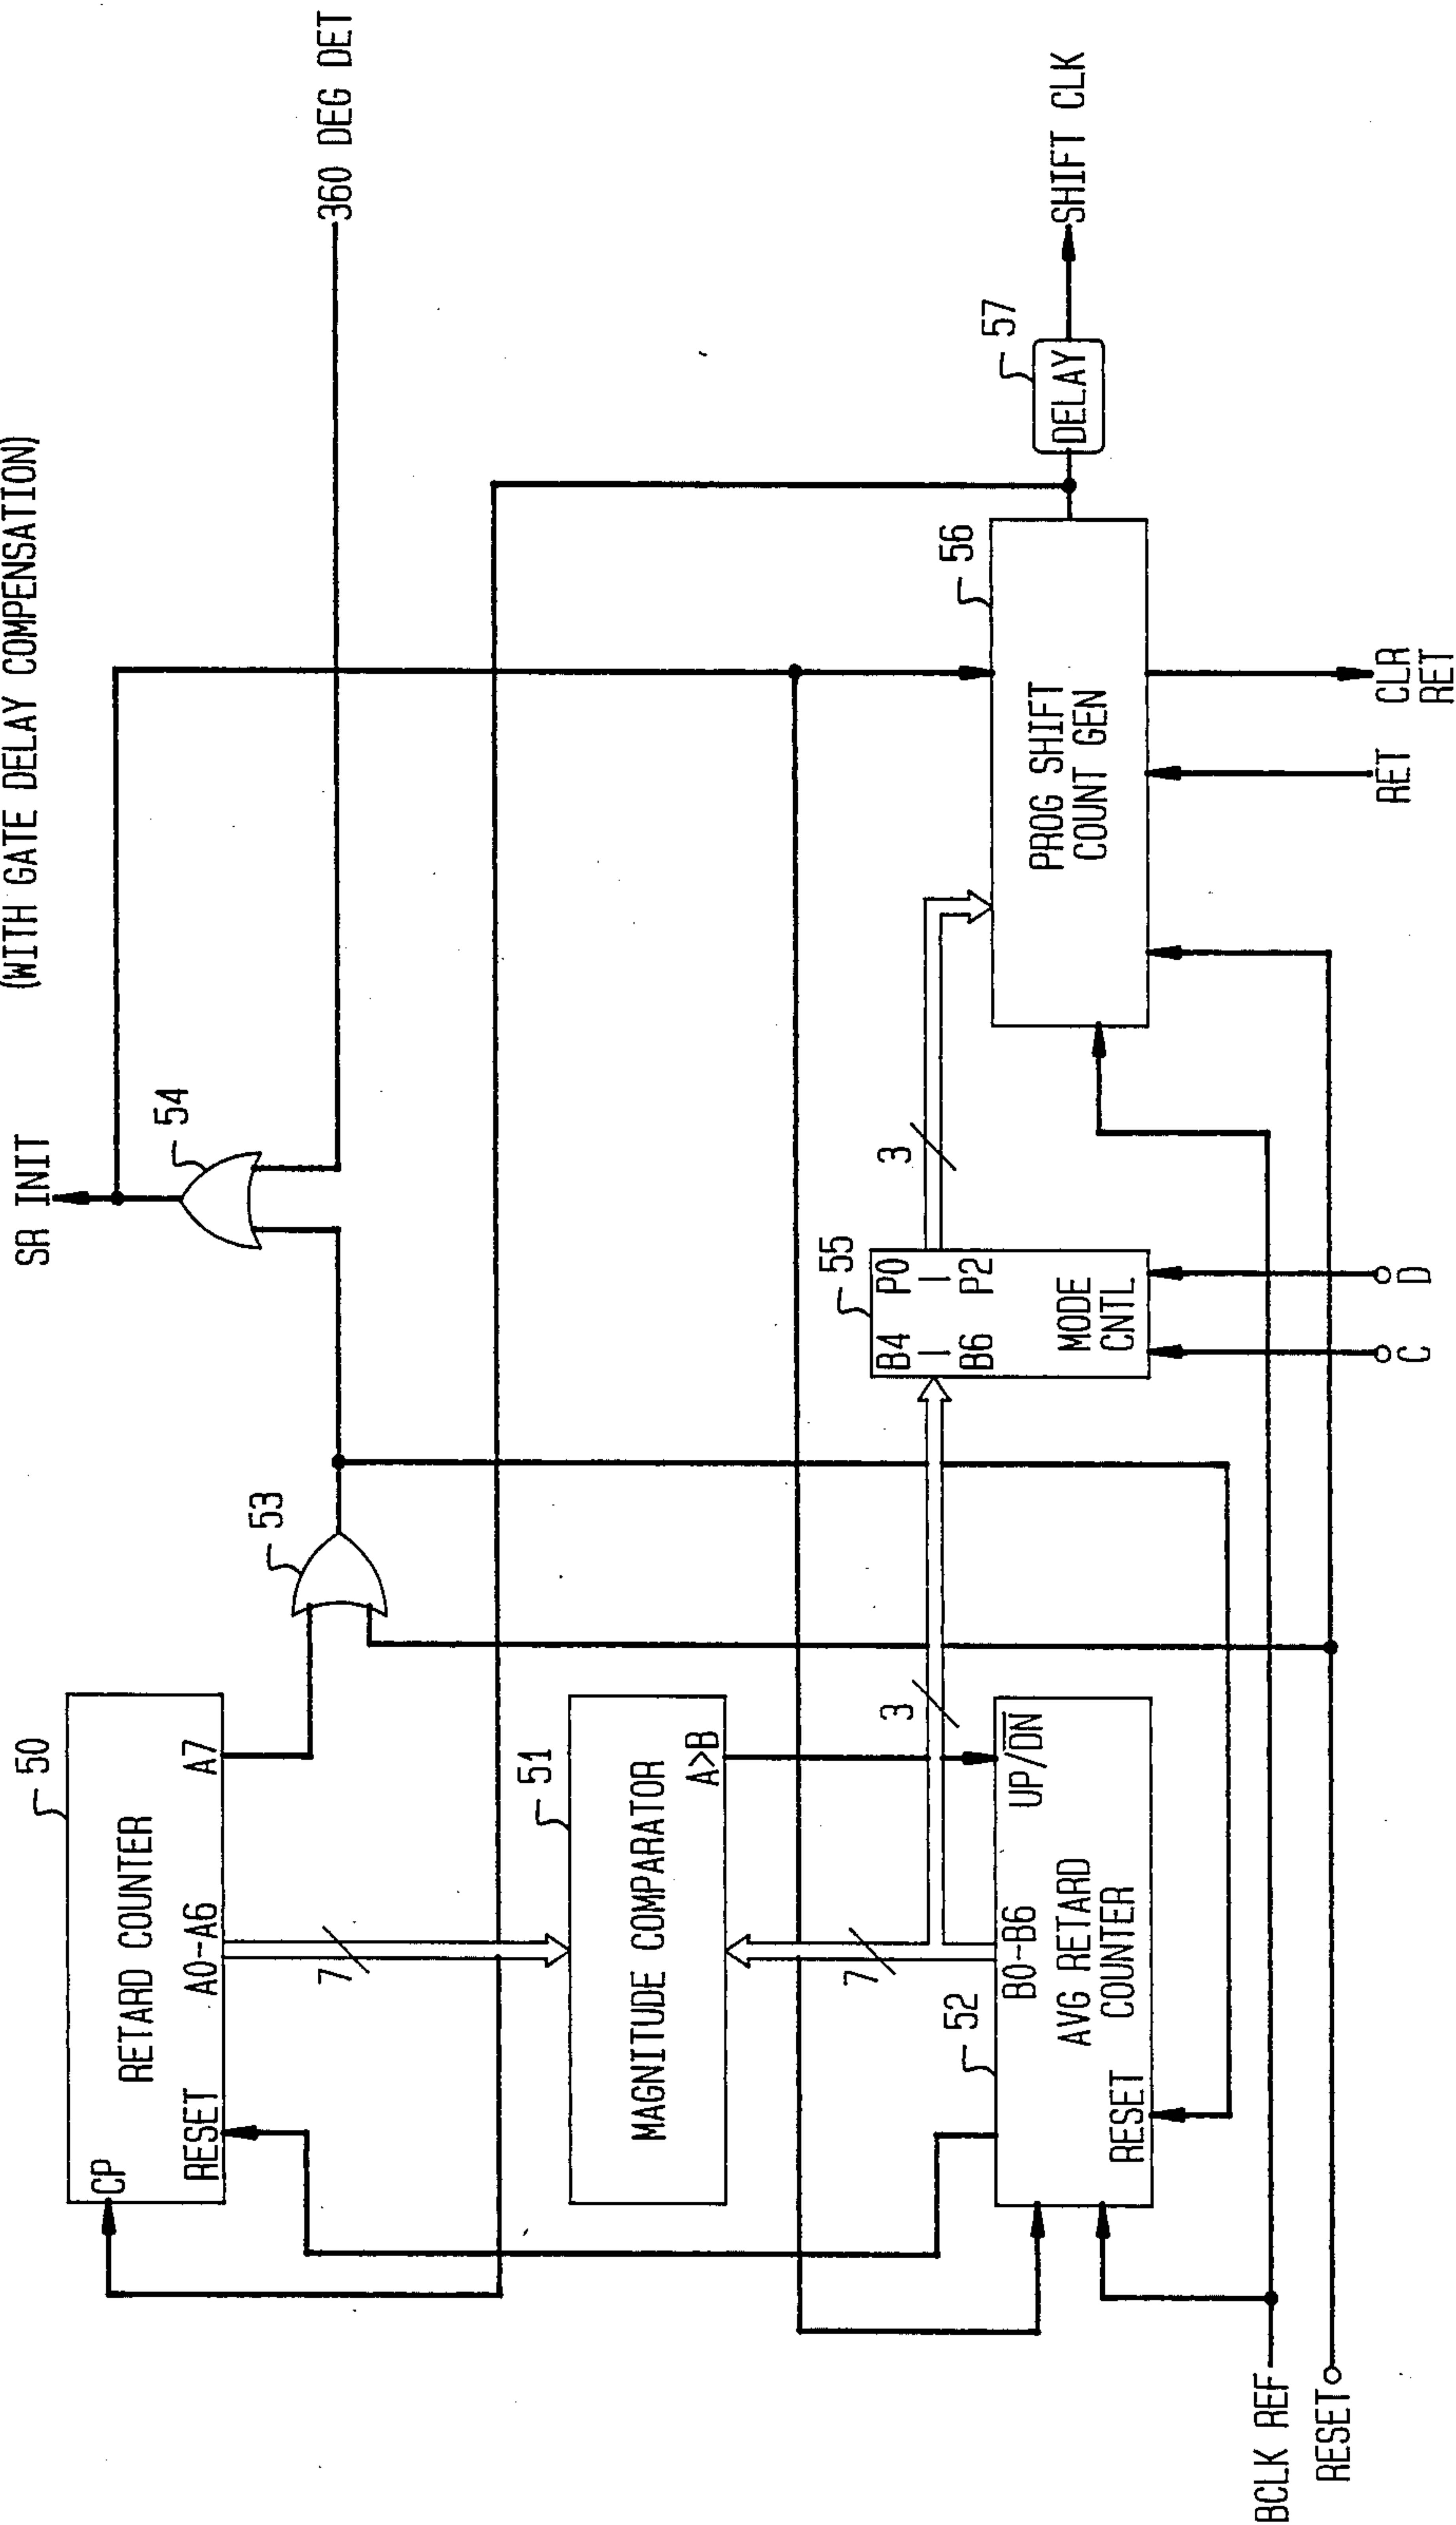 (WITH GATE DELAY COMPENSATION)
SR INIT
360 DEG DET
54
53
50
RETARD COUNTER
CP
RESET
A0-A6
A7
7
51
MAGNITUDE COMPARATOR
A>B
7
3
52
B0-B6
UP/DN
AVG RETARD
COUNTER
RESET
55
B4
|
B6
P0
|
P2
MODE
CNTL
C
D
3
56
PROG SHIFT
COUNT GEN
57
DELAY
SHIFT CLK
RET
CLR
RET
BCLK REF
RESET